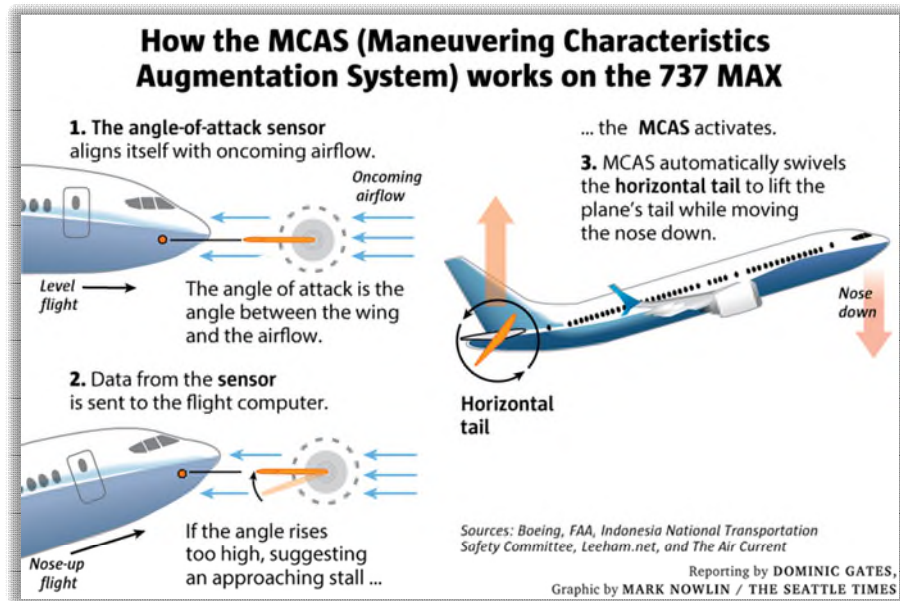 How the MCAS (Maneuvering Characteristics
Augmentation System) works on the 737 MAX
1. The angle-of-attack sensor
aligns itself with oncoming airflow.
Oncoming
airflow
Level
flight
The angle of attack is the
angle between the wing
and the airflow.
2. Data from the sensor
is sent to the flight computer.
Nose-up
flight
If the angle rises
too high, suggesting
an approaching stall ...
... the MCAS activates.
3. MCAS automatically swivels
the horizontal tail to lift the
plane's tail while moving
the nose down.
Nose
down
Horizontal
tail
Sources: Boeing, FAA, Indonesia National Transportation
Safety Committee, Leeham.net, and The Air Current
Reporting by DOMINIC GATES,
Graphic by MARK NOWLIN / THE SEATTLE TIMES